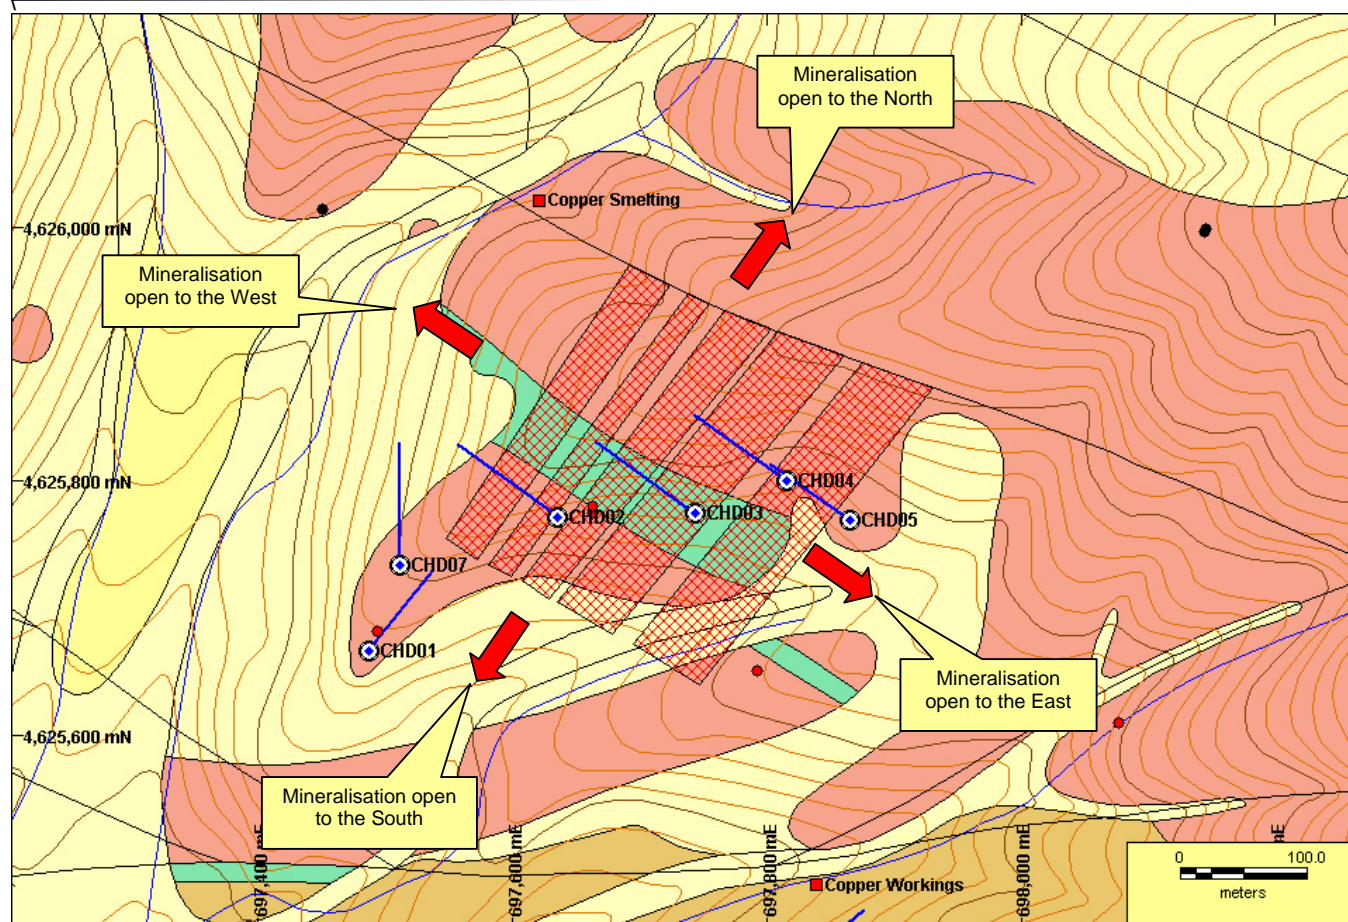 Mineralisation
open to the North
Copper Smelting
4,626,000 mN
Mineralisation
open to the West
CHD04
4,625,800 mN
CHD02
CHD03
CHD05
CHD07
CHD01
Mineralisation
open to the East
4,625,600 mN
Mineralisation open
to the South
697,400 mE
697,600 mE
697,800 mE
698,000 mE
mE
0
100.0
meters
Copper Workings